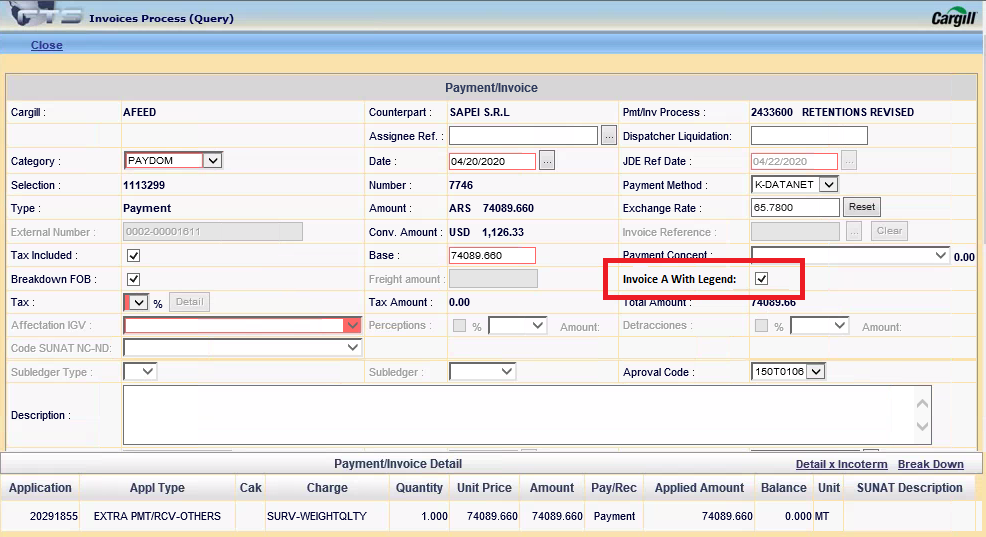 CTS Invoices Process (Query) Cargill
Close
Payment/Invoice
Cargill : AFEED Counterpart : SAPEI S.R.L Pmt/Inv Process : 2433600 RETENTIONS REVISED
Assignee Ref. : ... Dispatcher Liquidation:
Category : PAYDOM Date : 04/20/2020 ... JDE Ref Date : 04/22/2020 ...
Selection : 1113299 Number : 7746 Payment Method : K-DATANET
Type : Payment Amount : ARS 74089.660 Exchange Rate : 65.7800 Reset
External Number : 0002-00001611 Conv. Amount : USD 1,126.33 Invoice Reference : ... Clear
Tax Included : Base : 74089.660 Payment Concept : 0.00
Breakdown FOB : Freight amount : Invoice A With Legend:
Tax : % Detail Tax Amount : 0.00 Total Amount : 74089.66
Affectation IGV : Perceptions : % Amount: Detracciones : % Amount:
Code SUNAT NC-ND:
Subledger Type : Subledger : Aproval Code : 150T0106
Description :
Payment/Invoice Detail Detail x Incoterm Break Down
Application Appl Type Cak Charge Quantity Unit Price Amount Pay/Rec Applied Amount Balance Unit SUNAT Description
20291855 EXTRA PMT/RCV-OTHERS SURV-WEIGHTQLTY 1.000 74089.660 74089.660 Payment 74089.660 0.000 MT